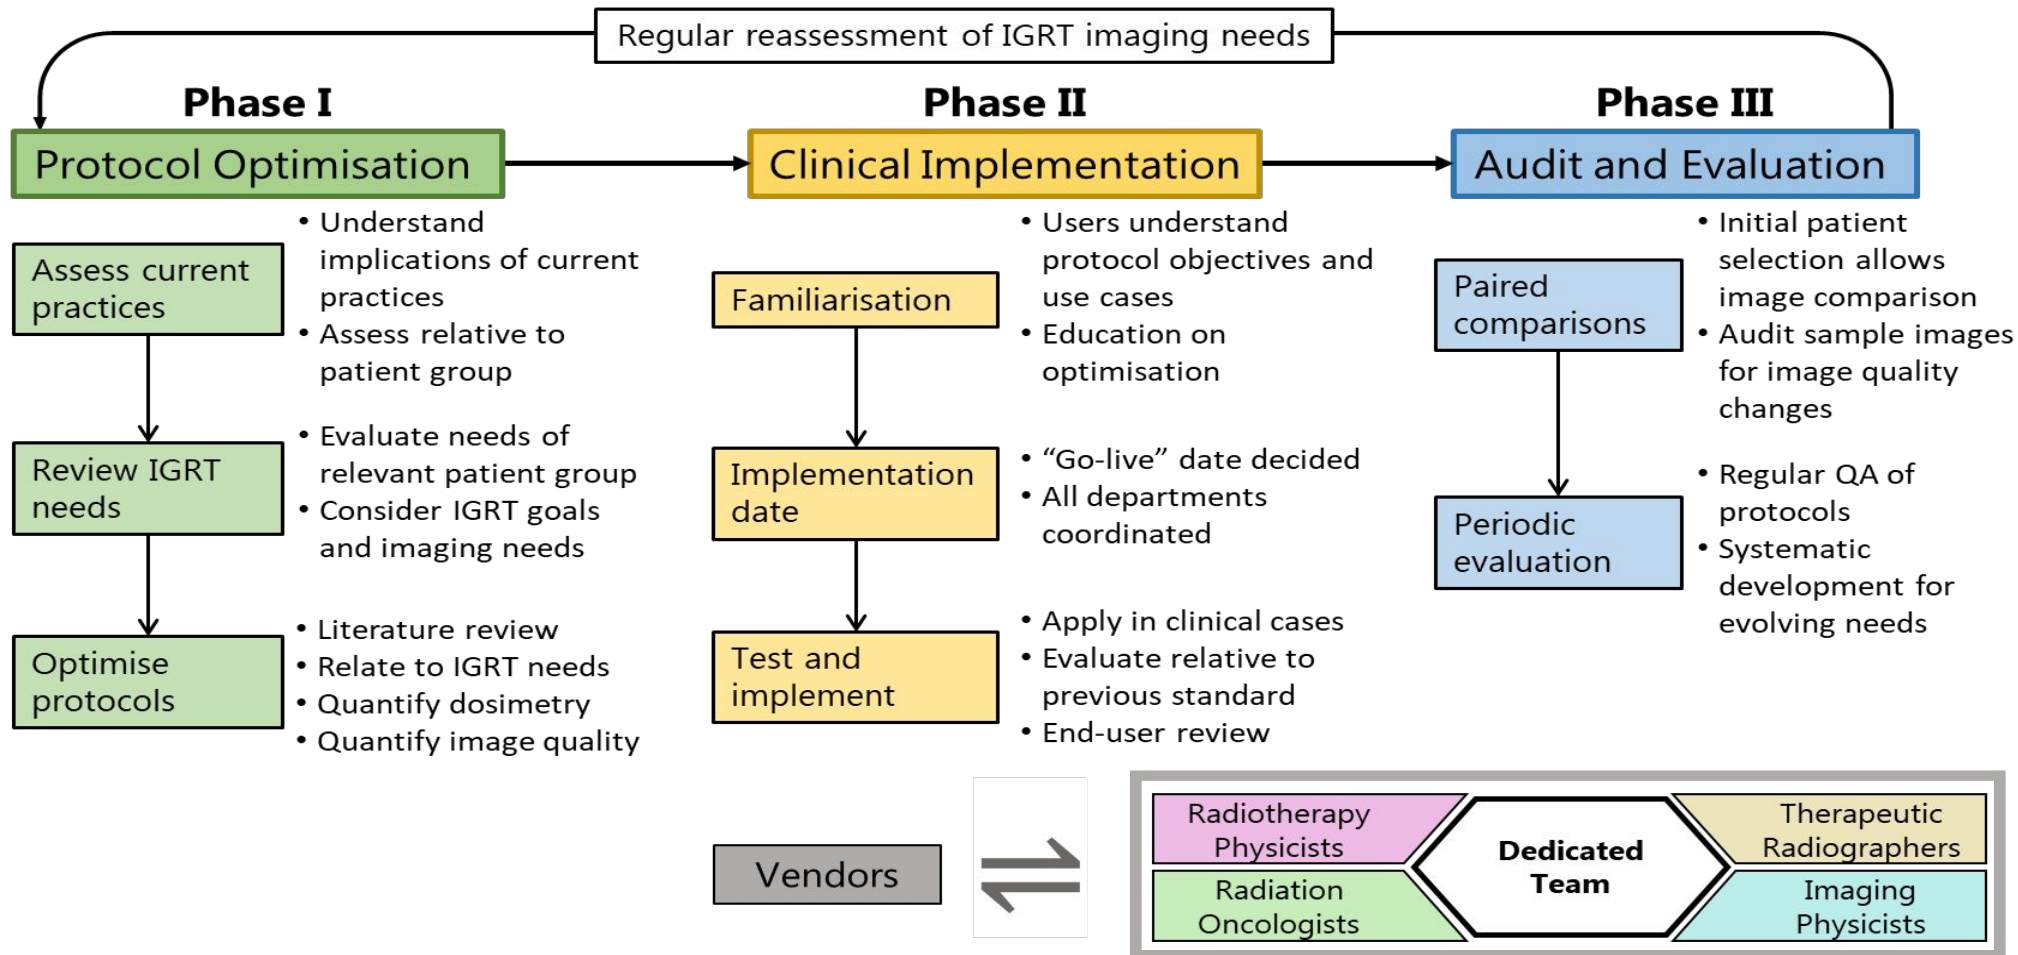 Regular reassessment of IGRT imaging needs
Phase I
Protocol Optimisation
Assess current
practices
• Understand
implications of current
practices
• Assess relative to
patient group
Review IGRT
needs
• Evaluate needs of
relevant patient group
• Consider IGRT goals
and imaging needs
Optimise
protocols
• Literature review
• Relate to IGRT needs
• Quantify dosimetry
• Quantify image quality
Phase II
Clinical Implementation
Familiarisation
• Users understand
protocol objectives and
use cases
• Education on
optimisation
Implementation
date
• “Go-live” date decided
• All departments
coordinated
Test and
implement
• Apply in clinical cases
• Evaluate relative to
previous standard
• End-user review
Phase III
Audit and Evaluation
Paired
comparisons
• Initial patient
selection allows
image comparison
• Audit sample images
for image quality
changes
Periodic
evaluation
• Regular QA of
protocols
• Systematic
development for
evolving needs
Vendors
Radiotherapy
Physicists
Radiation
Oncologists
Dedicated
Team
Therapeutic
Radiographers
Imaging
Physicists